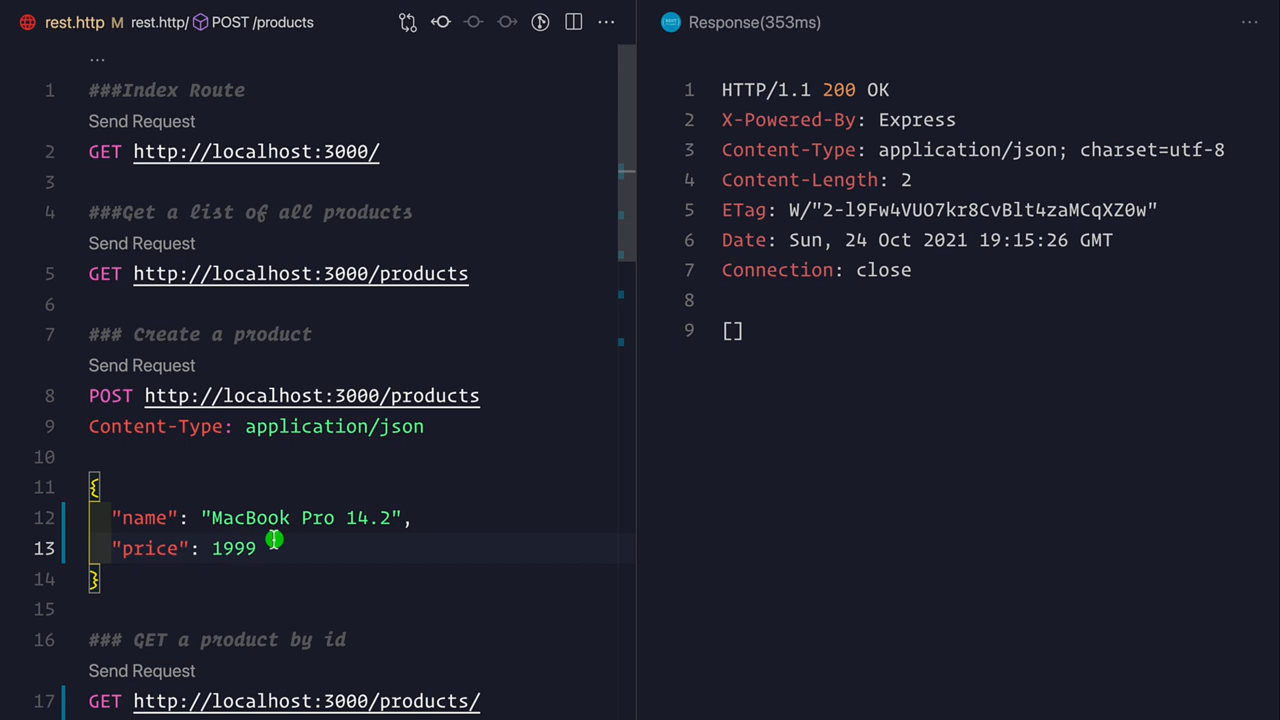 rest.http M rest.http/ POST /products
...
1 ###Index Route
Send Request
2 GET http://localhost:3000/
3
4 ###Get a list of all products
Send Request
5 GET http://localhost:3000/products
6
7 ### Create a product
Send Request
8 POST http://localhost:3000/products
9 Content-Type: application/json
10
11 {
12 "name": "MacBook Pro 14.2",
13 "price": 1999
14 }
15
16 ### GET a product by id
Send Request
17 GET http://localhost:3000/products/
Response(353ms)
1 HTTP/1.1 200 OK
2 X-Powered-By: Express
3 Content-Type: application/json; charset=utf-8
4 Content-Length: 2
5 ETag: W/"2-l9Fw4VUO7kr8CvBlt4zaMCqXZ0w"
6 Date: Sun, 24 Oct 2021 19:15:26 GMT
7 Connection: close
8
9 []